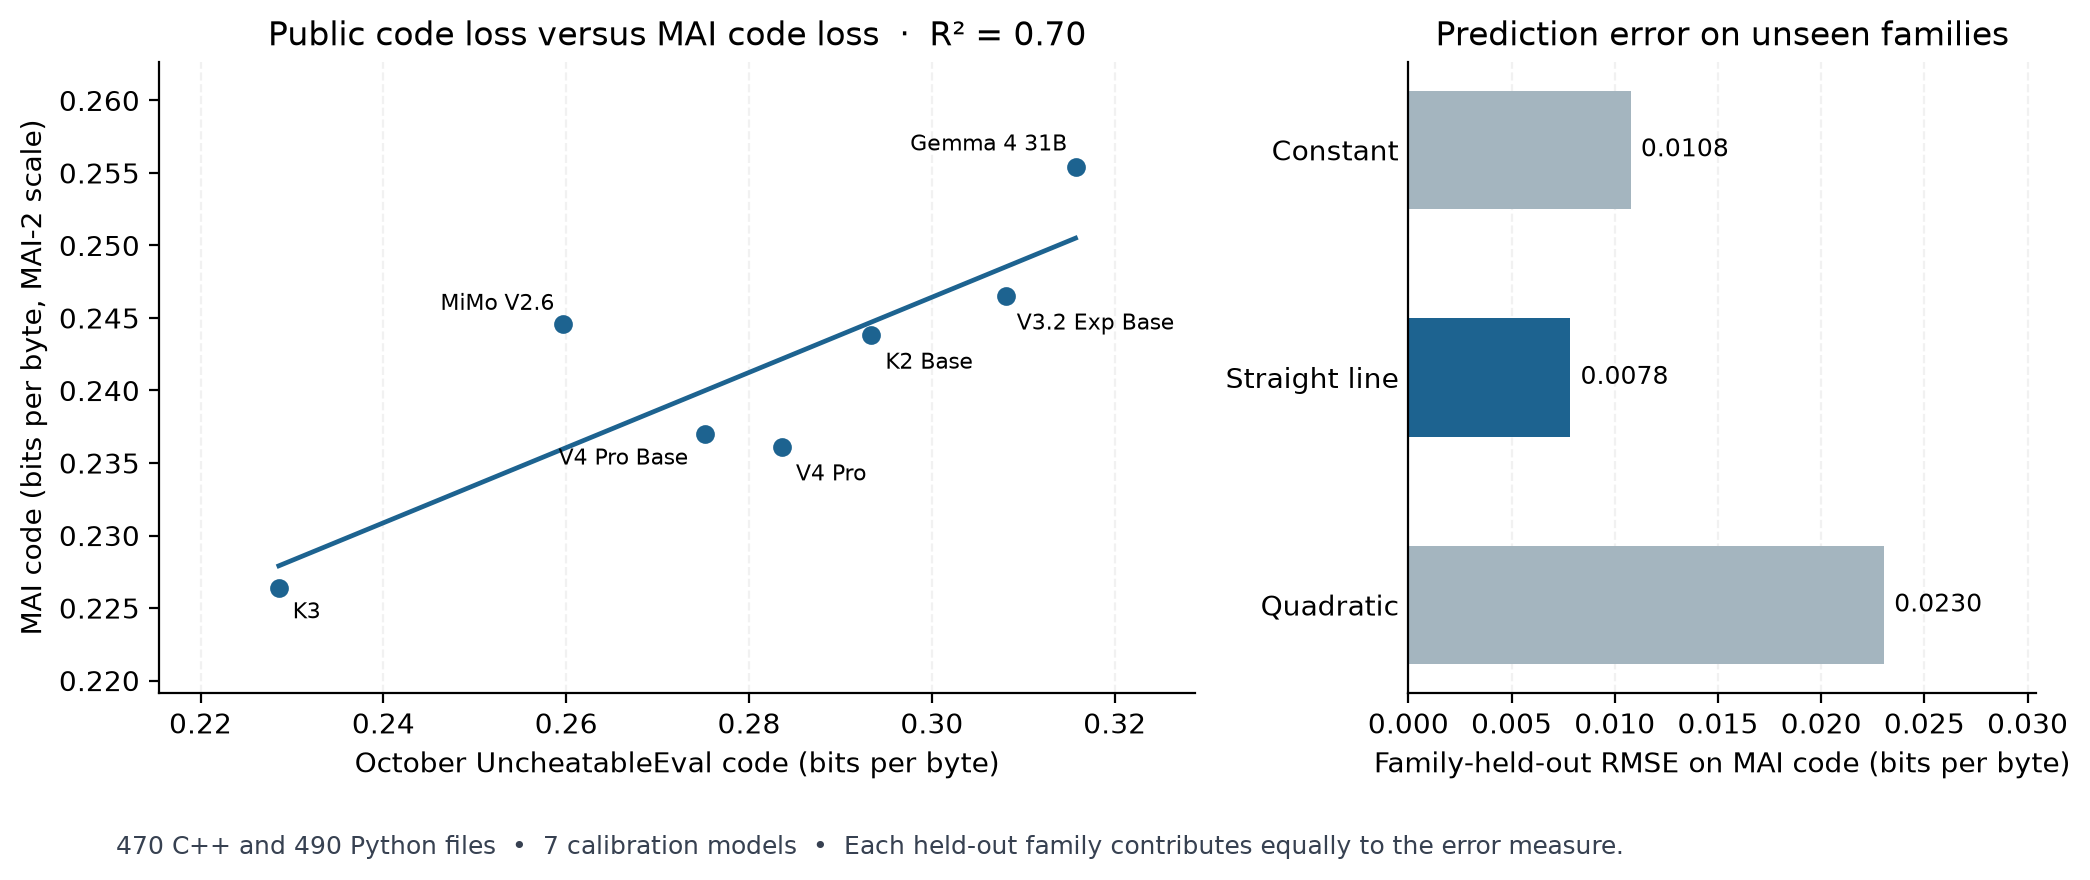 Public code loss versus MAI code loss · R² = 0.70
MAI code (bits per byte, MAI-2 scale)
0.260
0.255
0.250
0.245
0.240
0.235
0.230
0.225
0.220
Gemma 4 31B
MiMo V2.6
V3.2 Exp Base
K2 Base
V4 Pro Base
V4 Pro
K3
0.22 0.24 0.26 0.28 0.30 0.32
October UncheatableEval code (bits per byte)
Prediction error on unseen families
Constant 0.0108
Straight line 0.0078
Quadratic 0.0230
0.000 0.005 0.010 0.015 0.020 0.025 0.030
Family-held-out RMSE on MAI code (bits per byte)
470 C++ and 490 Python files • 7 calibration models • Each held-out family contributes equally to the error measure.